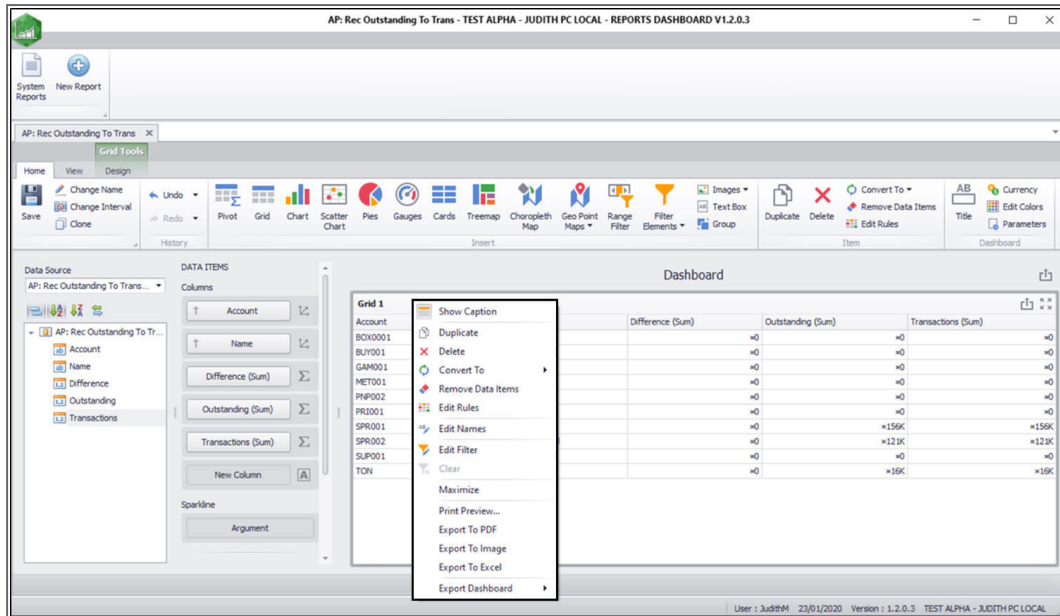 AP: Rec Outstanding To Trans - TEST ALPHA - JUDITH PC LOCAL - REPORTS DASHBOARD V1.2.0.3
System Reports
New Report
AP: Rec Outstanding To Trans
Grid Tools
Home View Design
Save
Change Name
Change Interval
Clone
Undo
Redo
History
Pivot
Grid
Chart
Scatter Chart
Pies
Gauges
Cards
Treemap
Choropleth Map
Geo Point Maps
Range Filter
Filter Elements
Images
Text Box
Group
Insert
Duplicate
Delete
Convert To
Remove Data Items
Edit Rules
Item
AB
Title
Currency
Edit Colors
Parameters
Dashboard
Data Source
AP: Rec Outstanding To Trans...
AP: Rec Outstanding To Tr...
ab Account
ab Name
1,2 Difference
1,2 Outstanding
1,2 Transactions
DATA ITEMS
Columns
Account
Name
Difference (Sum)
Outstanding (Sum)
Transactions (Sum)
New Column
A
Sparkline
Argument
Dashboard
Grid 1
Account Difference (Sum) Outstanding (Sum) Transactions (Sum)
BOX0001 ¤0 ¤0 ¤0
BUY001 ¤0 ¤0 ¤0
GAM001 ¤0 ¤0 ¤0
MET001 ¤0 ¤0 ¤0
PNP002 ¤0 ¤0 ¤0
PRI001 ¤0 ¤0 ¤0
SPR001 ¤0 ¤156K ¤156K
SPR002 ¤0 ¤121K ¤121K
SUP001 ¤0 ¤0 ¤0
TON ¤0 ¤16K ¤16K
Show Caption
Duplicate
Delete
Convert To
Remove Data Items
Edit Rules
Edit Names
Edit Filter
Clear
Maximize
Print Preview...
Export To PDF
Export To Image
Export To Excel
Export Dashboard
User : JudithM 23/01/2020 Version : 1.2.0.3 TEST ALPHA - JUDITH PC LOCAL